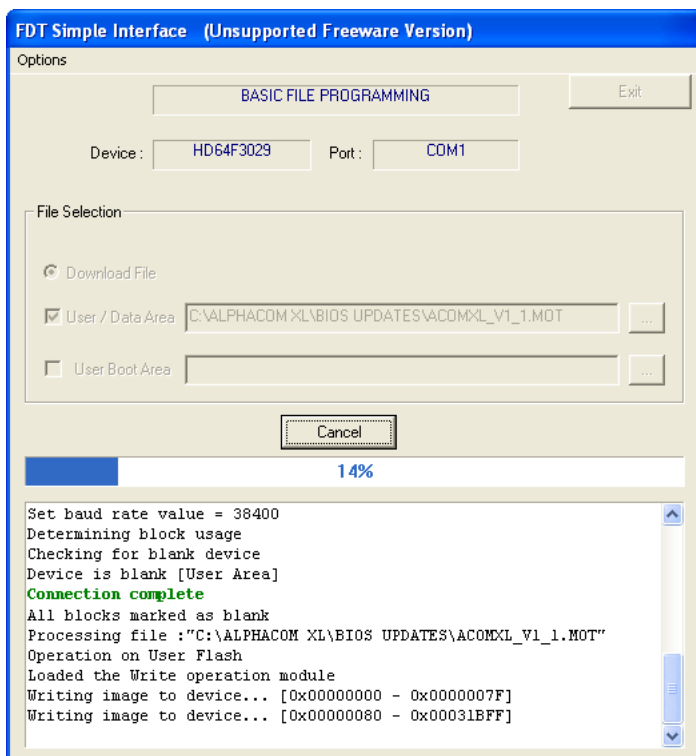 FDT Simple Interface (Unsupported Freeware Version)
Options
BASIC FILE PROGRAMMING
Exit
Device : HD64F3029 Port : COM1
File Selection
Download File
User / Data Area C:\ALPHACOM XL\BIOS UPDATES\ACOMXL_V1_1.MOT ...
User Boot Area ...
Cancel
14%
Set baud rate value = 38400
Determining block usage
Checking for blank device
Device is blank [User Area]
Connection complete
All blocks marked as blank
Processing file :"C:\ALPHACOM XL\BIOS UPDATES\ACOMXL_V1_1.MOT"
Operation on User Flash
Loaded the Write operation module
Writing image to device... [0x00000000 - 0x0000007F]
Writing image to device... [0x00000080 - 0x00031BFF]